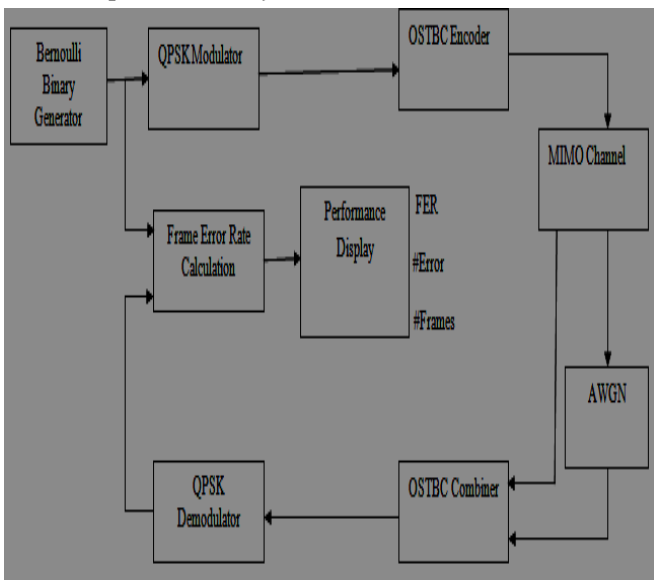 Bernoulli
Binary
Generator
QPSK Modulator
OSTBC Encoder
MIMO Channel
Frame Error Rate
Calculation
Performance
Display
FER
#Error
#Frames
AWGN
QPSK
Demodulator
OSTBC Combiner